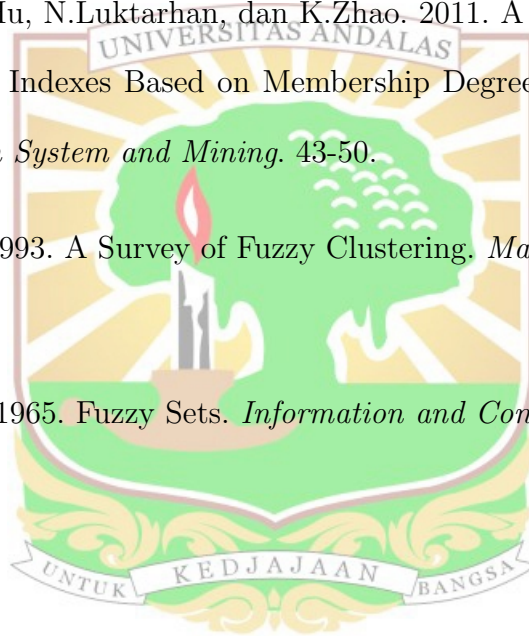 Hu, N.Luktarhan, dan K.Zhao. 2011. A
UNIVERSITAS ANDALAS
Indexes Based on Membership Degree
System and Mining. 43-50.
1993. A Survey of Fuzzy Clustering. Ma
1965. Fuzzy Sets. Information and Con
UNTUK KEDJAJAAN BANGSA